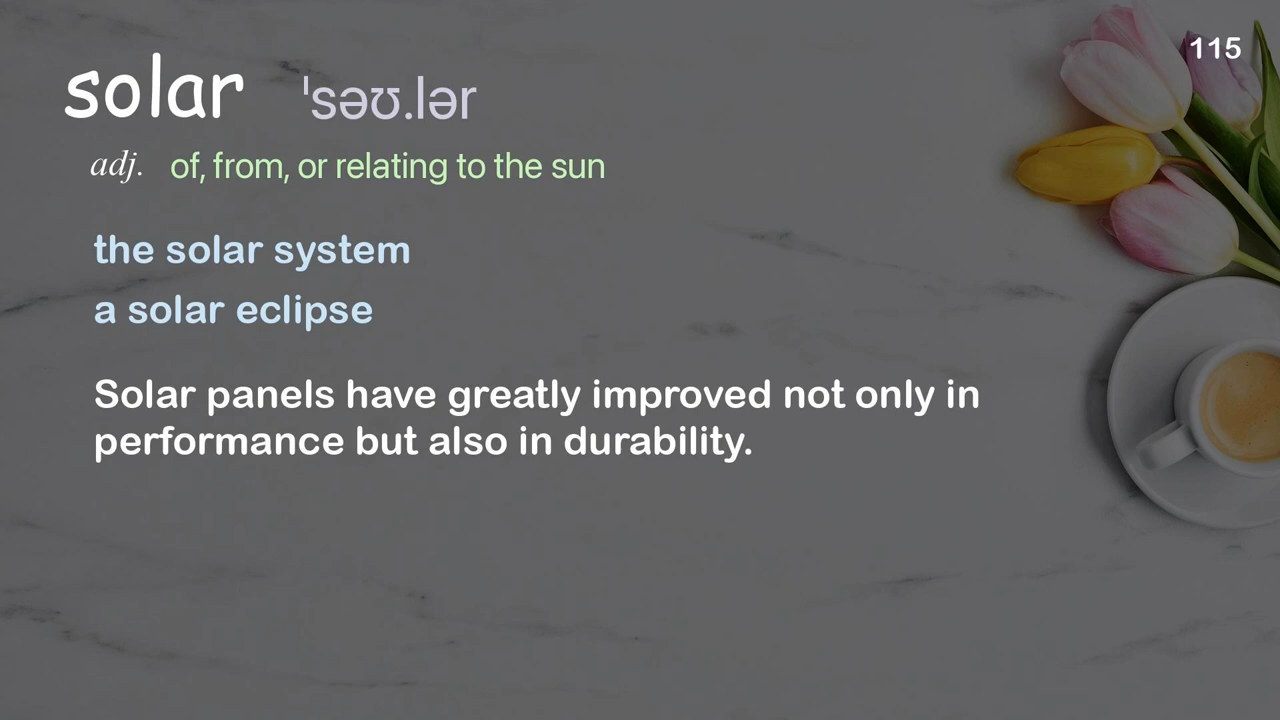 115
solar ˈsəʊ.lər
adj. of, from, or relating to the sun
the solar system
a solar eclipse
Solar panels have greatly improved not only in
performance but also in durability.